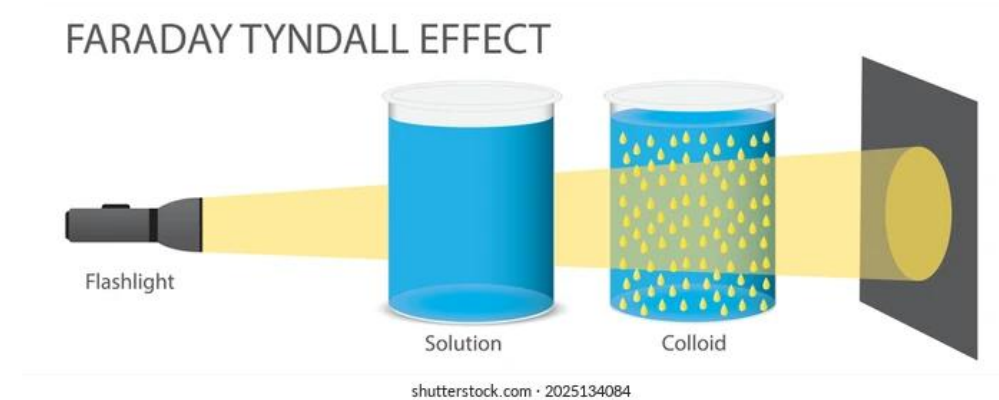 FARADAY TYNDALL EFFECT
Flashlight
Solution
Colloid
shutterstock.com · 2025134084